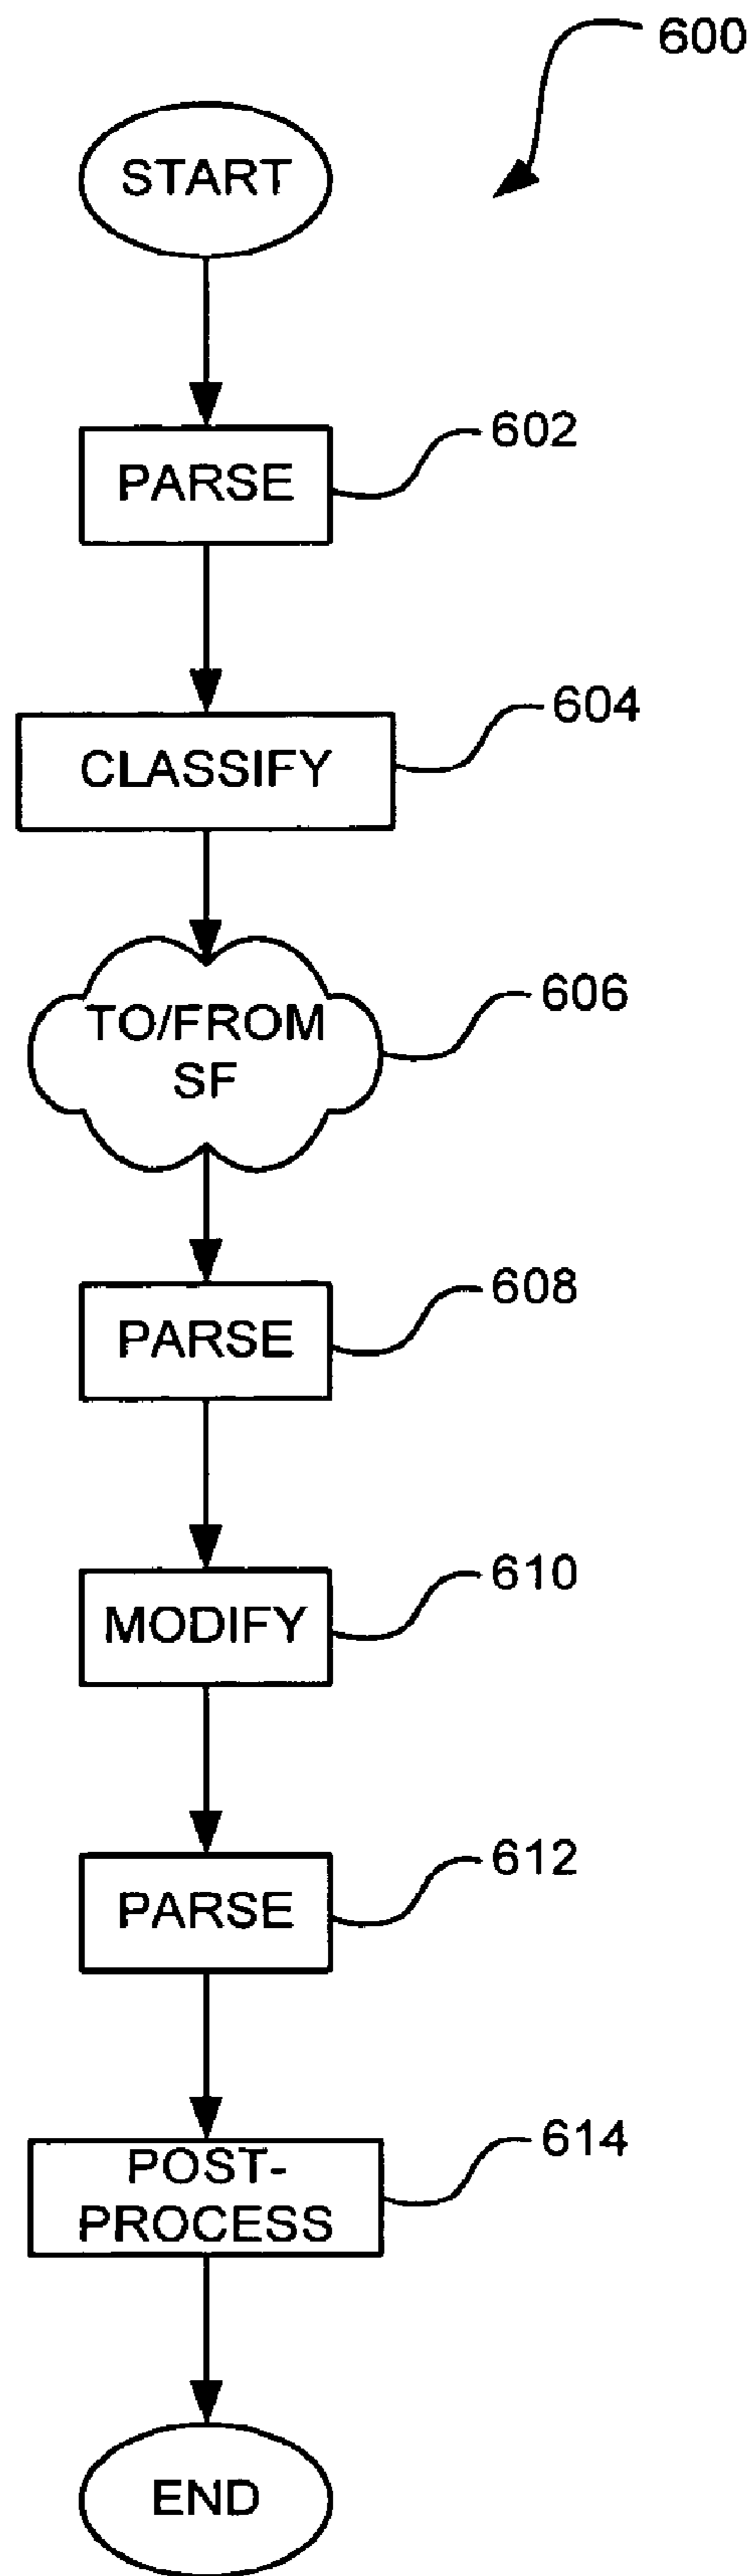 600
START
602
PARSE
604
CLASSIFY
606
TO/FROM
SF
608
PARSE
610
MODIFY
612
PARSE
614
POST-
PROCESS
END